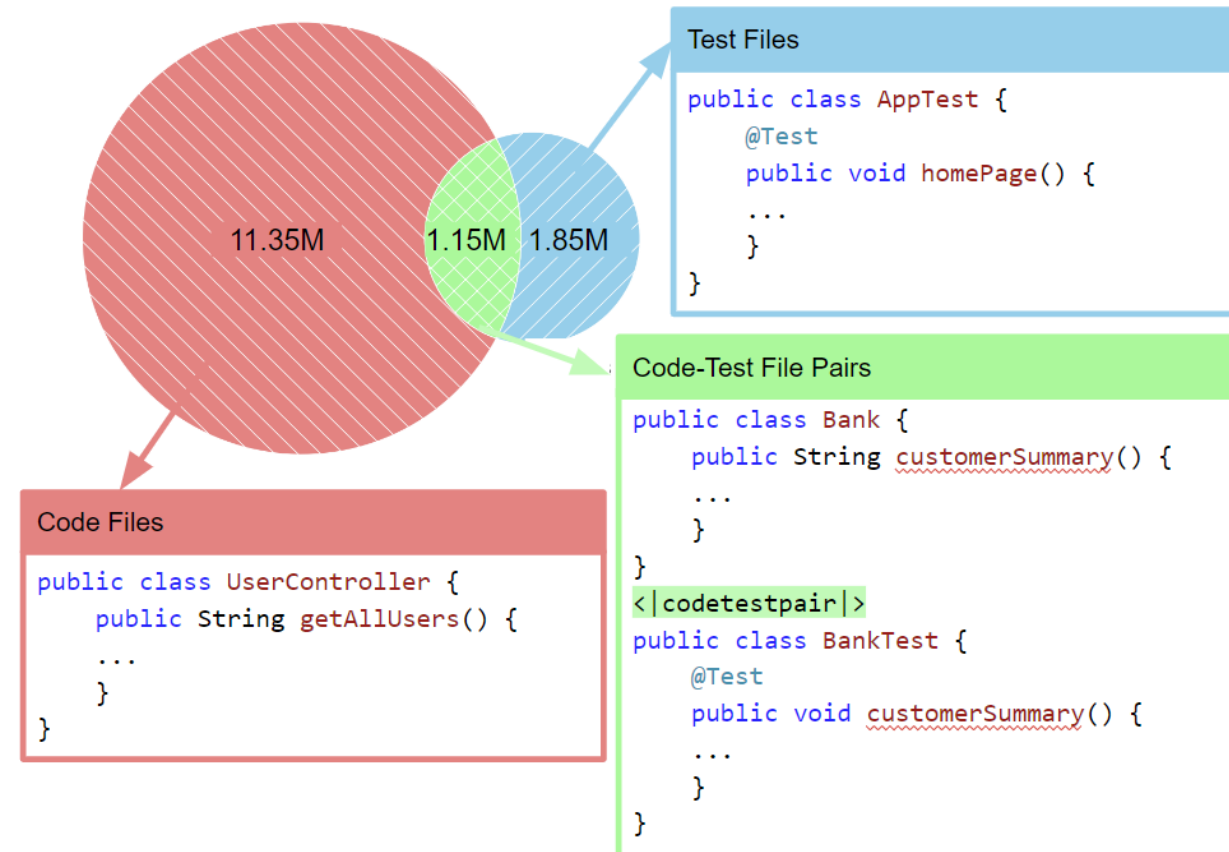 11.35M
1.15M
1.85M
Test Files
public class AppTest {
@Test
public void homePage() {
...
}
}
Code-Test File Pairs
public class Bank {
public String customerSummary() {
...
}
}
<|codetestpair|>
public class BankTest {
@Test
public void customerSummary() {
...
}
}
Code Files
public class UserController {
public String getAllUsers() {
...
}
}